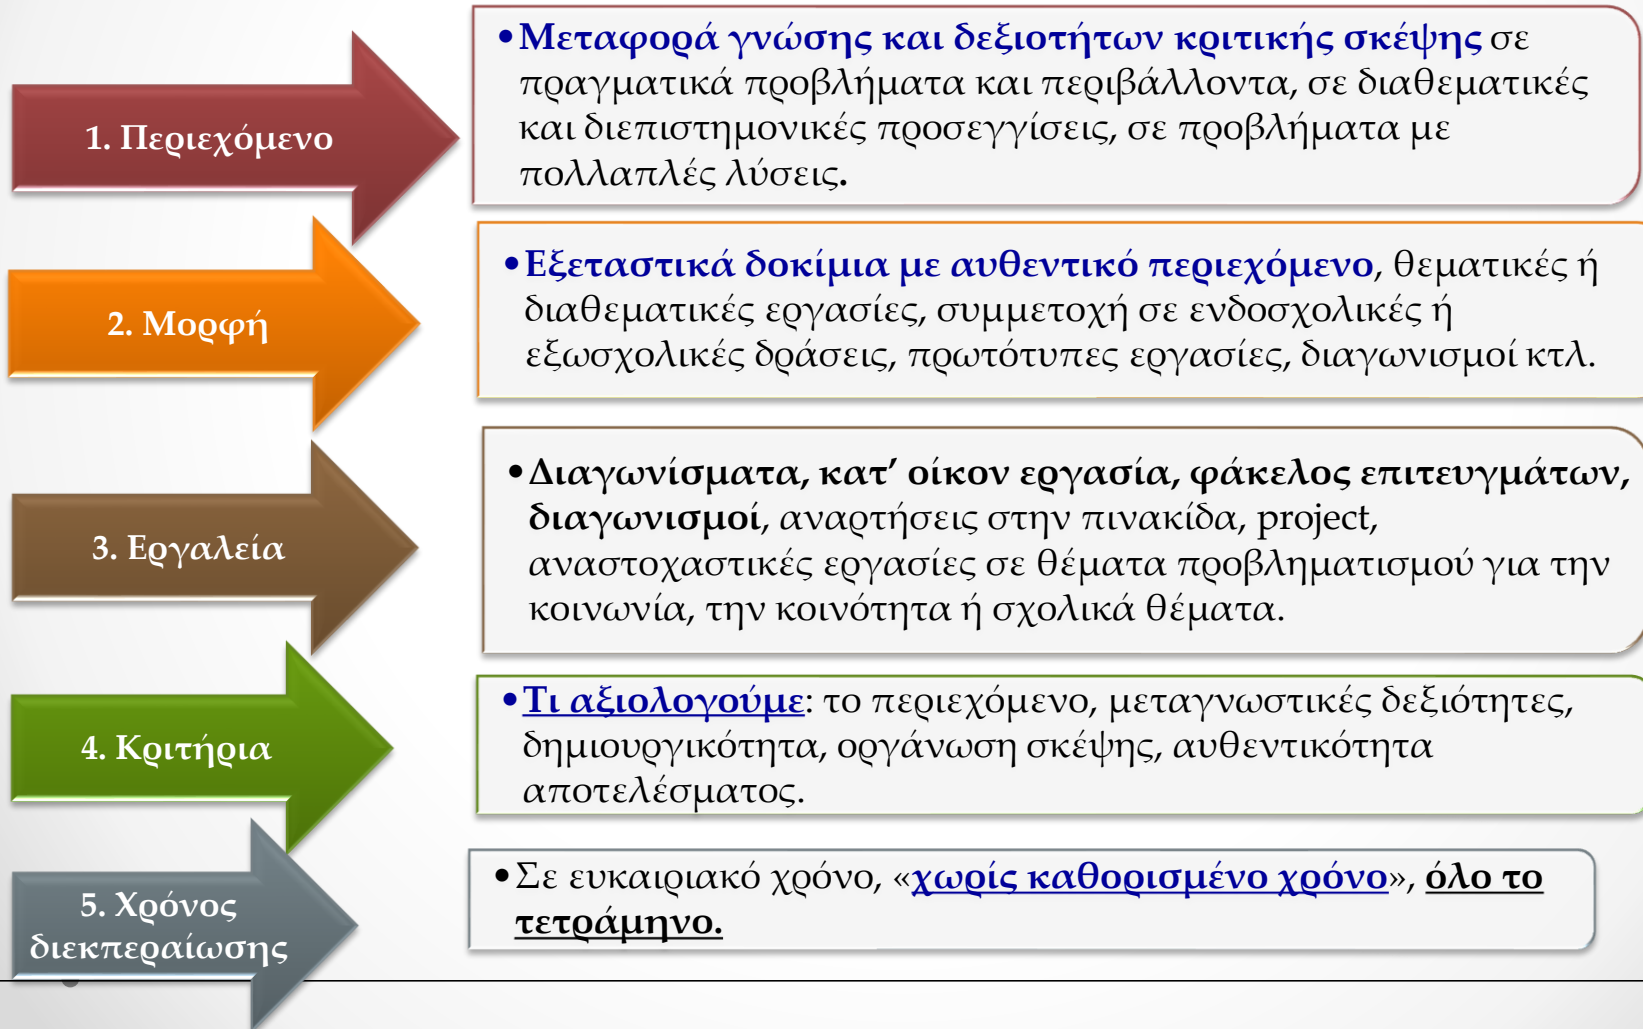 1. Περιεχόμενο
•Μεταφορά γνώσης και δεξιοτήτων κριτικής σκέψης σε
πραγματικά προβλήματα και περιβάλλοντα, σε διαθεματικές
και διεπιστημονικές προσεγγίσεις, σε προβλήματα με
πολλαπλές λύσεις.
2. Μορφή
•Εξεταστικά δοκίμια με αυθεντικό περιεχόμενο, θεματικές ή
διαθεματικές εργασίες, συμμετοχή σε ενδοσχολικές ή
εξωσχολικές δράσεις, πρωτότυπες εργασίες, διαγωνισμοί κτλ.
3. Εργαλεία
•Διαγωνίσματα, κατ’ οίκον εργασία, φάκελος επιτευγμάτων,
διαγωνισμοί, αναρτήσεις στην πινακίδα, project,
αναστοχαστικές εργασίες σε θέματα προβληματισμού για την
κοινωνία, την κοινότητα ή σχολικά θέματα.
4. Κριτήρια
•Τι αξιολογούμε: το περιεχόμενο, μεταγνωστικές δεξιότητες,
δημιουργικότητα, οργάνωση σκέψης, αυθεντικότητα
αποτελέσματος.
5. Χρόνος
διεκπεραίωσης
•Σε ευκαιριακό χρόνο, «χωρίς καθορισμένο χρόνο», όλο το
τετράμηνο.